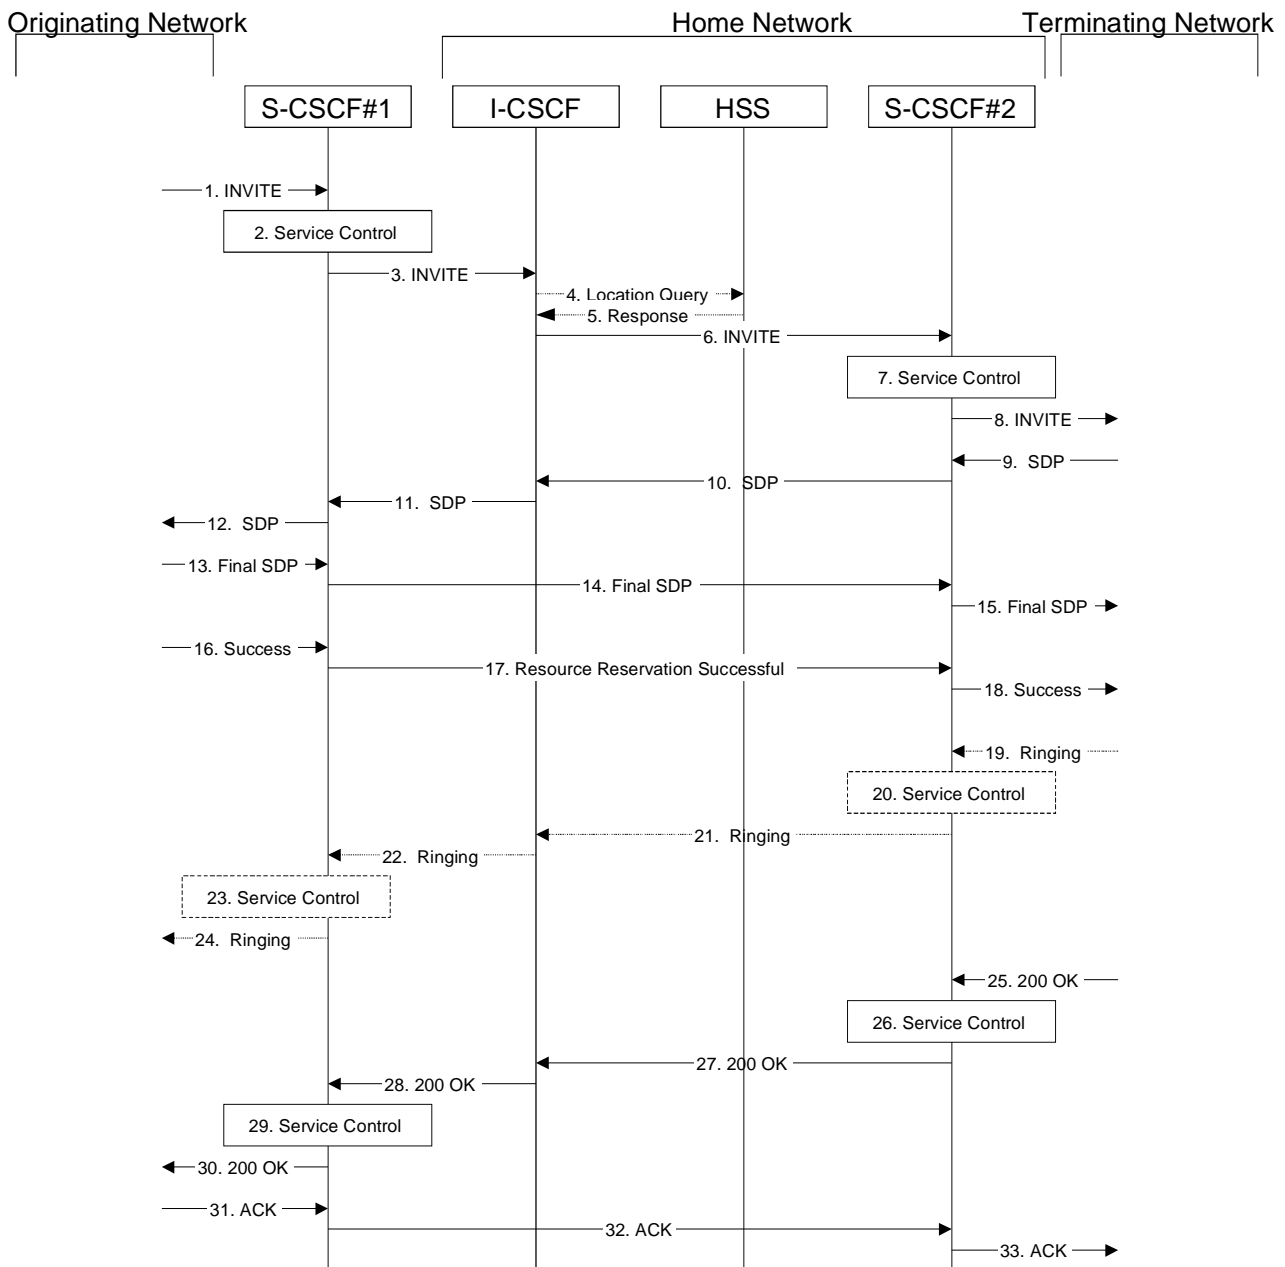 Originating Network
Home Network
Terminating Network
S-CSCF#1
I-CSCF
HSS
S-CSCF#2
1. INVITE
2. Service Control
3. INVITE
4. Location Query
5. Response
6. INVITE
7. Service Control
8. INVITE
9. SDP
10. SDP
11. SDP
12. SDP
13. Final SDP
14. Final SDP
15. Final SDP
16. Success
17. Resource Reservation Successful
18. Success
19. Ringing
20. Service Control
21. Ringing
22. Ringing
23. Service Control
24. Ringing
25. 200 OK
26. Service Control
27. 200 OK
28. 200 OK
29. Service Control
30. 200 OK
31. ACK
32. ACK
33. ACK